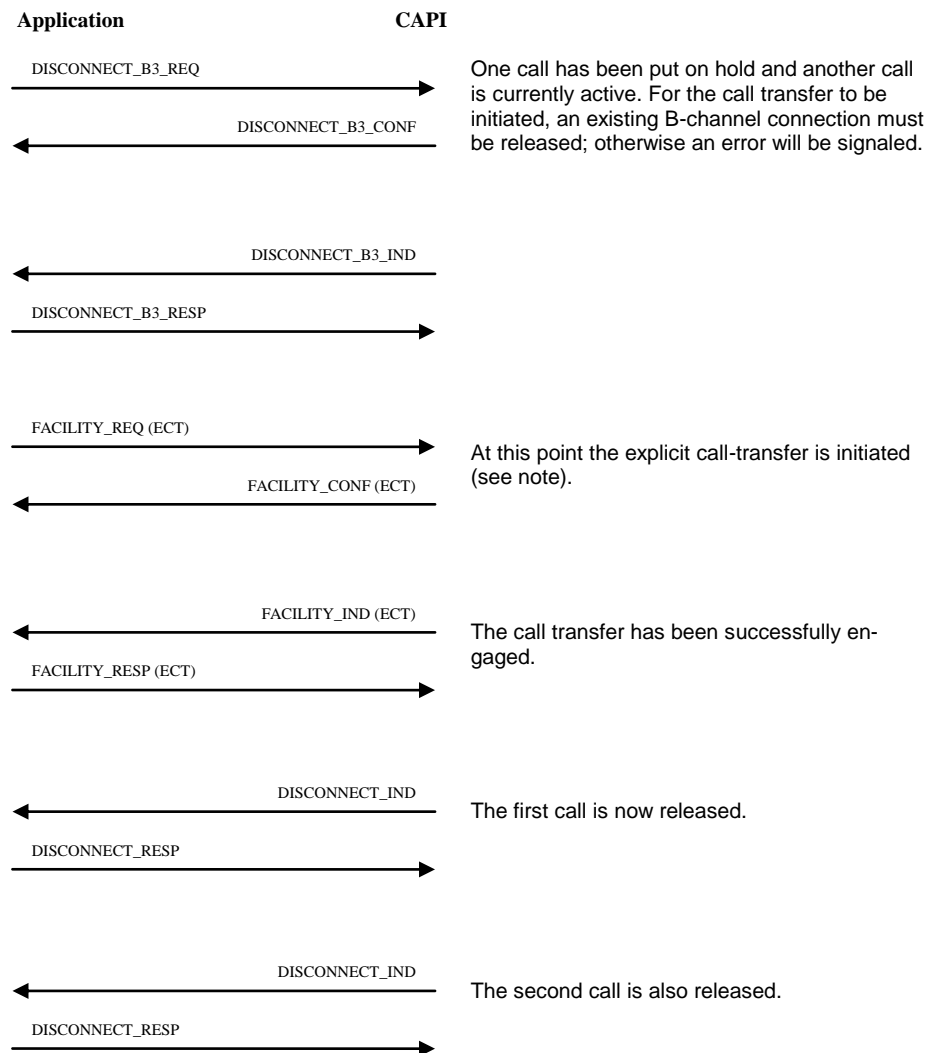 Application CAPI
DISCONNECT_B3_REQ
One call has been put on hold and another call
is currently active. For the call transfer to be
initiated, an existing B-channel connection must
be released; otherwise an error will be signaled.
DISCONNECT_B3_CONF
DISCONNECT_B3_IND
DISCONNECT_B3_RESP
FACILITY_REQ (ECT)
At this point the explicit call-transfer is initiated
(see note).
FACILITY_CONF (ECT)
FACILITY_IND (ECT)
The call transfer has been successfully en-
gaged.
FACILITY_RESP (ECT)
DISCONNECT_IND
The first call is now released.
DISCONNECT_RESP
DISCONNECT_IND
The second call is also released.
DISCONNECT_RESP